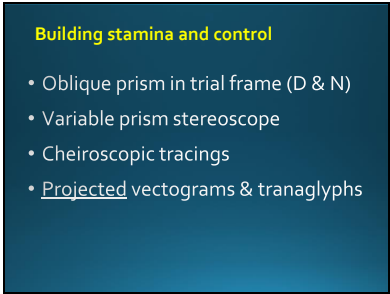 Building stamina and control
• Oblique prism in trial frame (D & N)
• Variable prism stereoscope
• Cheiroscopic tracings
• Projected vectograms & tranaglyphs